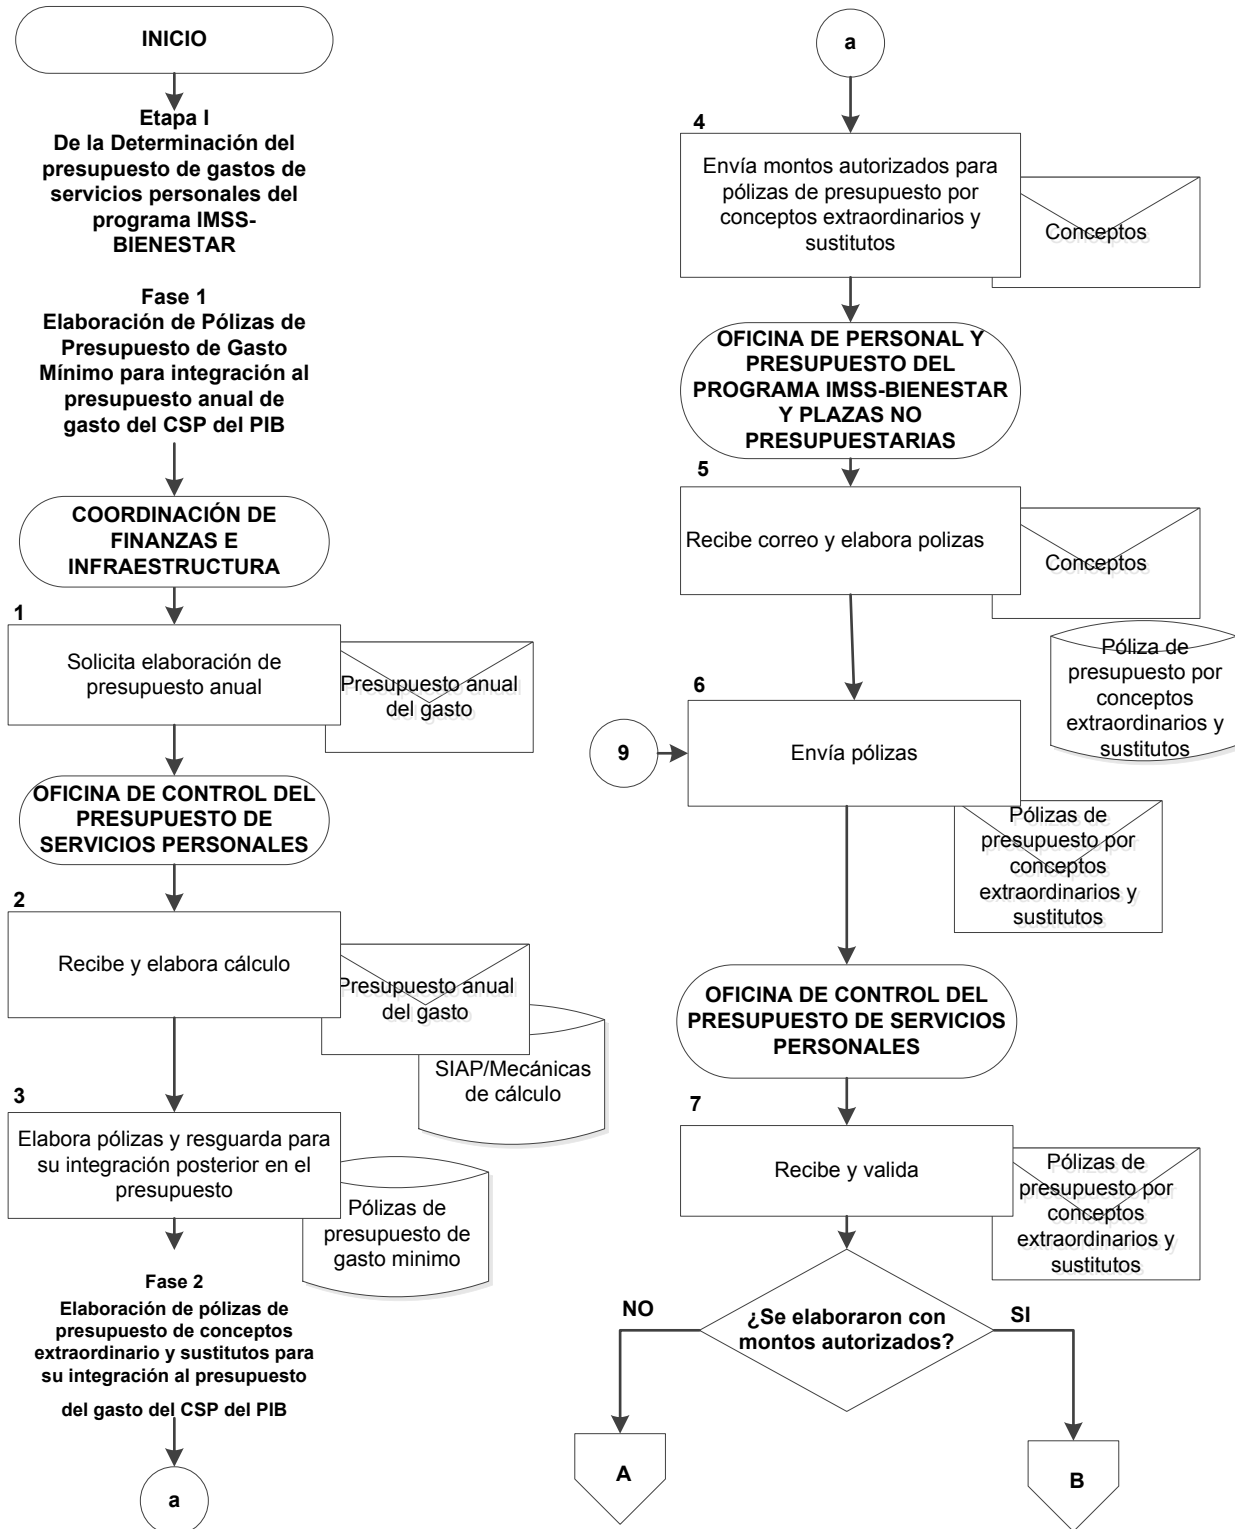 INICIO
Etapa I
De la Determinación del
presupuesto de gastos de
servicios personales del
programa IMSS-
BIENESTAR
Fase 1
Elaboración de Pólizas de
Presupuesto de Gasto
Mínimo para integración al
presupuesto anual de
gasto del CSP del PIB
COORDINACIÓN DE
FINANZAS E
INFRAESTRUCTURA
1
Solicita elaboración de
presupuesto anual
Presupuesto anual
del gasto
OFICINA DE CONTROL DEL
PRESUPUESTO DE
SERVICIOS PERSONALES
2
Recibe y elabora cálculo
Presupuesto anual
del gasto
SIAP/Mecánicas
de cálculo
3
Elabora pólizas y resguarda para
su integración posterior en el
presupuesto
Pólizas de
presupuesto de
gasto minimo
Fase 2
Elaboración de pólizas de
presupuesto de conceptos
extraordinario y sustitutos para
su integración al presupuesto
del gasto del CSP del PIB
a
a
4
Envía montos autorizados para
pólizas de presupuesto por
conceptos extraordinarios y
sustitutos
Conceptos
OFICINA DE PERSONAL Y
PRESUPUESTO DEL
PROGRAMA IMSS-BIENESTAR
Y PLAZAS NO
PRESUPUESTARIAS
5
Recibe correo y elabora polizas
Conceptos
Póliza de
presupuesto por
conceptos
extraordinarios y
sustitutos
6
9
Envía pólizas
Pólizas de
presupuesto por
conceptos
extraordinarios y
sustitutos
OFICINA DE CONTROL DEL
PRESUPUESTO DE SERVICIOS
PERSONALES
7
Recibe y valida
Pólizas de
presupuesto por
conceptos
extraordinarios y
sustitutos
¿Se elaboraron con
montos autorizados?
NO
SI
A
B